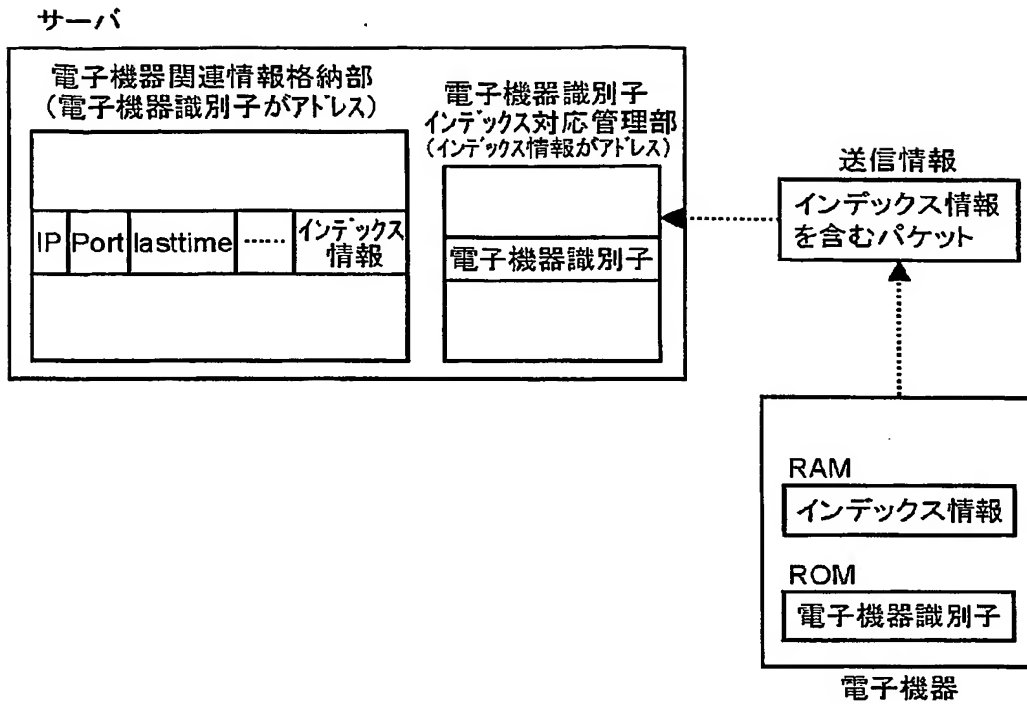 サーバ
電子機器関連情報格納部
(電子機器識別子がアドレス)
IP
Port
lasttime
……
インデックス
情報
電子機器識別子
インデックス対応管理部
(インデックス情報がアドレス)
電子機器識別子
送信情報
インデックス情報
を含むパケット
RAM
インデックス情報
ROM
電子機器識別子
電子機器